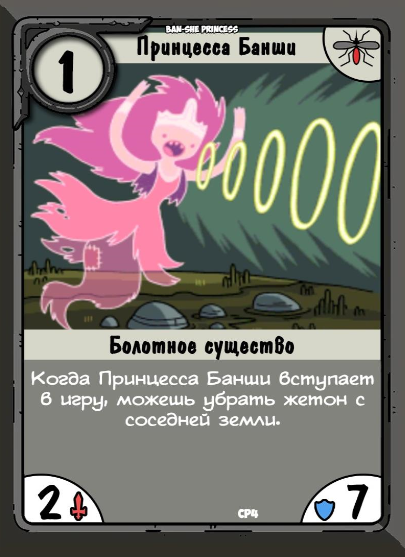 BAN-SHE PRINCESS
1
Принцесса Банши
Болотное существо
Когда Принцесса Банши вступает
в игру, можешь убрать жетон с
соседней земли.
2
CP4
7